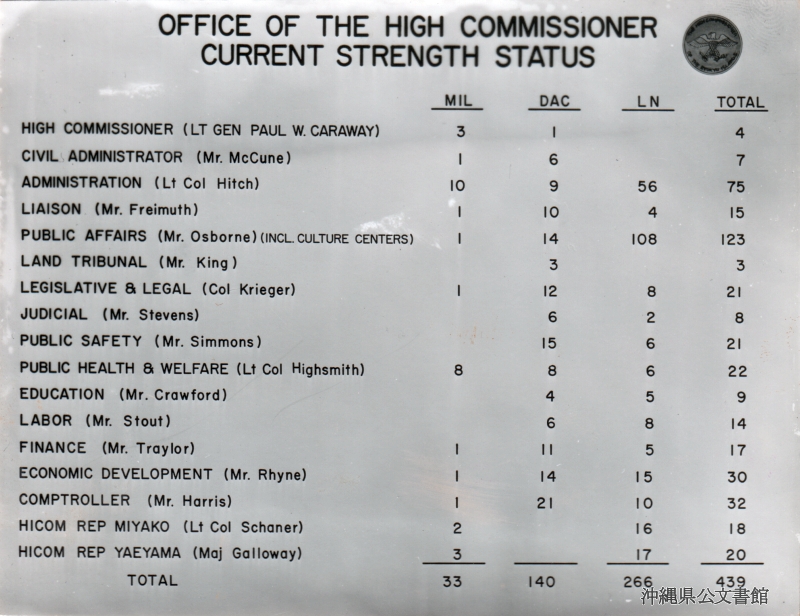 OFFICE OF THE HIGH COMMISSIONER
CURRENT STRENGTH STATUS
MIL DAC LN TOTAL
HIGH COMMISSIONER (LT GEN PAUL W. CARAWAY) 3 1 4
CIVIL ADMINISTRATOR (Mr. McCune) 1 6 7
ADMINISTRATION (Lt Col Hitch) 10 9 56 75
LIAISON (Mr. Freimuth) 1 10 4 15
PUBLIC AFFAIRS (Mr. Osborne) (INCL. CULTURE CENTERS) 1 14 108 123
LAND TRIBUNAL (Mr. King) 3 3
LEGISLATIVE & LEGAL (Col Krieger) 1 12 8 21
JUDICIAL (Mr. Stevens) 6 2 8
PUBLIC SAFETY (Mr. Simmons) 15 6 21
PUBLIC HEALTH & WELFARE (Lt Col Highsmith) 8 8 6 22
EDUCATION (Mr. Crawford) 4 5 9
LABOR (Mr. Stout) 6 8 14
FINANCE (Mr. Traylor) 1 11 5 17
ECONOMIC DEVELOPMENT (Mr. Rhyne) 1 14 15 30
COMPTROLLER (Mr. Harris) 1 21 10 32
HICOM REP MIYAKO (Lt Col Schaner) 2 16 18
HICOM REP YAEYAMA (Maj Galloway) 3 17 20
TOTAL 33 140 266 439
沖縄県公文書館